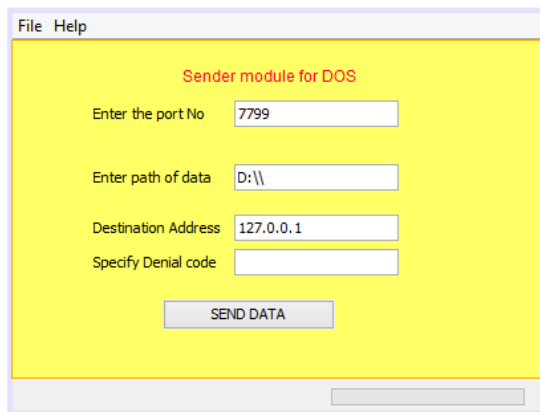 File Help
Sender module for DOS
Enter the port No 7799
Enter path of data D:\\
Destination Address 127.0.0.1
Specify Denial code
SEND DATA